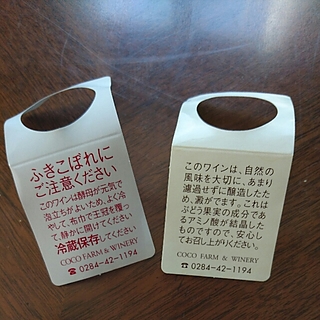 ふきこぼれに
ご注意ください
このワインは酵母が元気で
泡立ちがよいため、よく冷
やして、布巾で王冠を覆っ
て、静かに開けてください
冷蔵保存してください
COCO FARM & WINERY
☎0284-42-1194
このワインは、自然の
風味を大切に、あまり
濾過せずに醸造したた
め、澱がでます。これは
ぶどう果実の成分であ
るアミノ酸が結晶した
ものですので、安心し
てお召し上がりください。
COCO FARM & WINERY
☎0284-42-1194